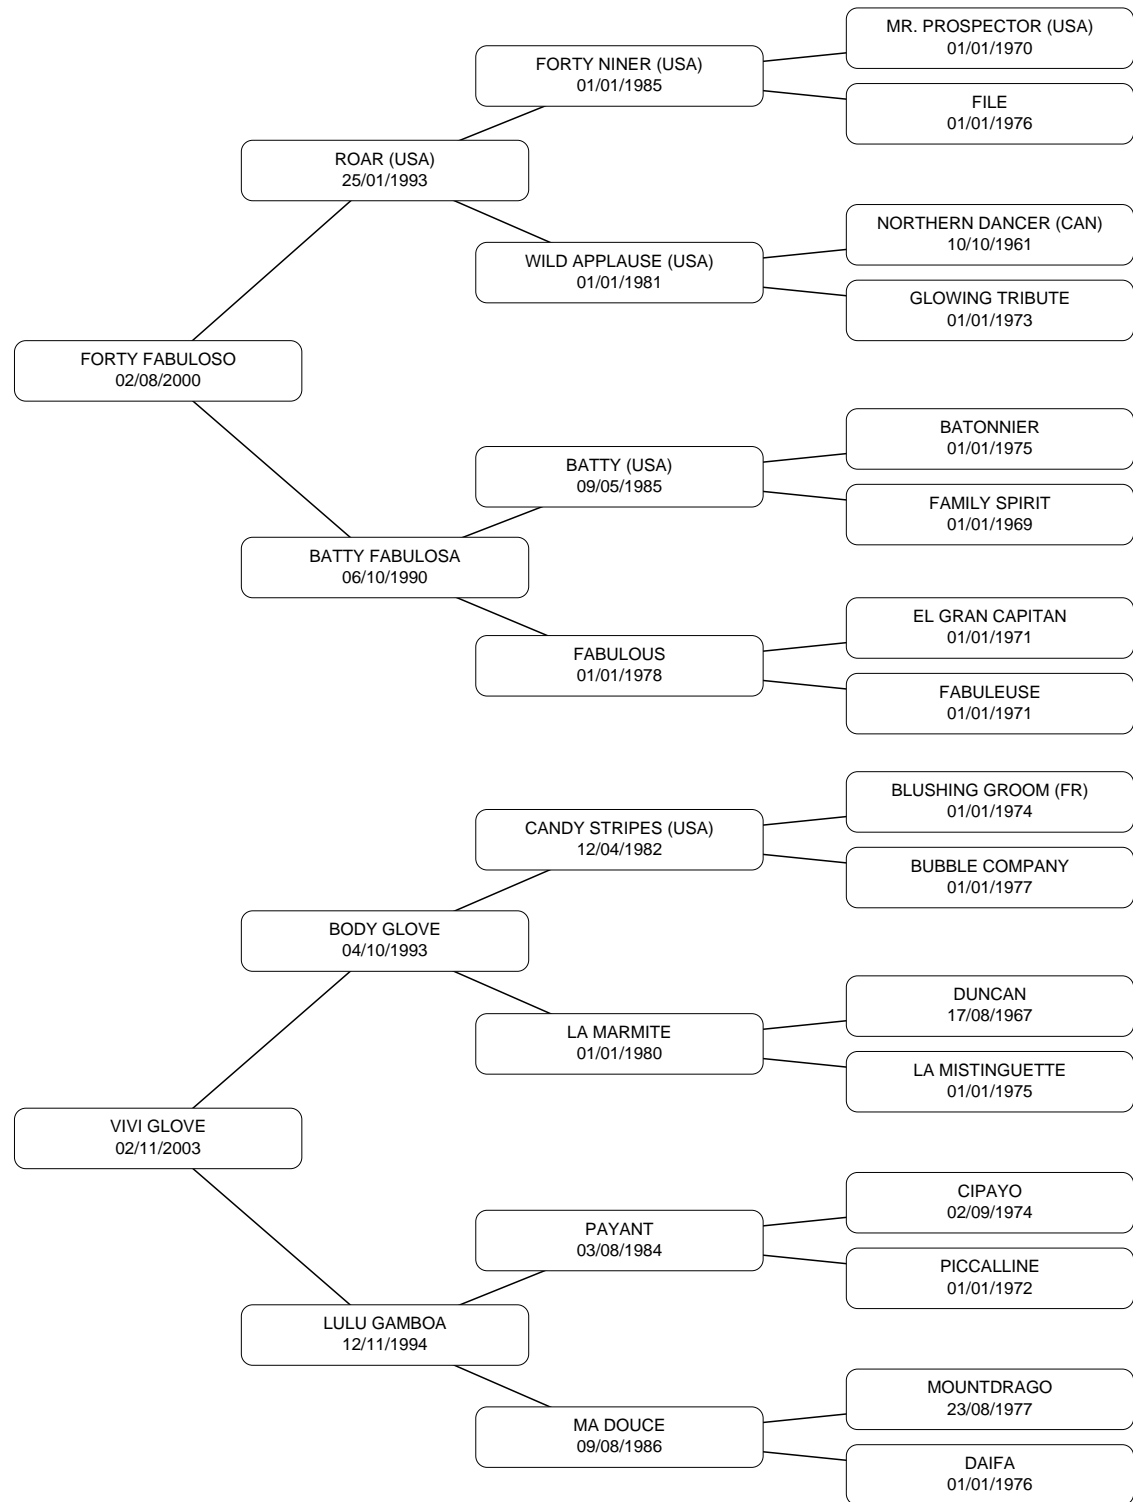 MR. PROSPECTOR (USA)
01/01/1970
FORTY NINER (USA)
01/01/1985
FILE
01/01/1976
ROAR (USA)
25/01/1993
NORTHERN DANCER (CAN)
10/10/1961
WILD APPLAUSE (USA)
01/01/1981
GLOWING TRIBUTE
01/01/1973
FORTY FABULOSO
02/08/2000
BATONNIER
01/01/1975
BATTY (USA)
09/05/1985
FAMILY SPIRIT
01/01/1969
BATTY FABULOSA
06/10/1990
EL GRAN CAPITAN
01/01/1971
FABULOUS
01/01/1978
FABULEUSE
01/01/1971
BLUSHING GROOM (FR)
01/01/1974
CANDY STRIPES (USA)
12/04/1982
BUBBLE COMPANY
01/01/1977
BODY GLOVE
04/10/1993
DUNCAN
17/08/1967
LA MARMITE
01/01/1980
LA MISTINGUETTE
01/01/1975
VIVI GLOVE
02/11/2003
CIPAYO
02/09/1974
PAYANT
03/08/1984
PICCALLINE
01/01/1972
LULU GAMBOA
12/11/1994
MOUNTDRAGO
23/08/1977
MA DOUCE
09/08/1986
DAIFA
01/01/1976